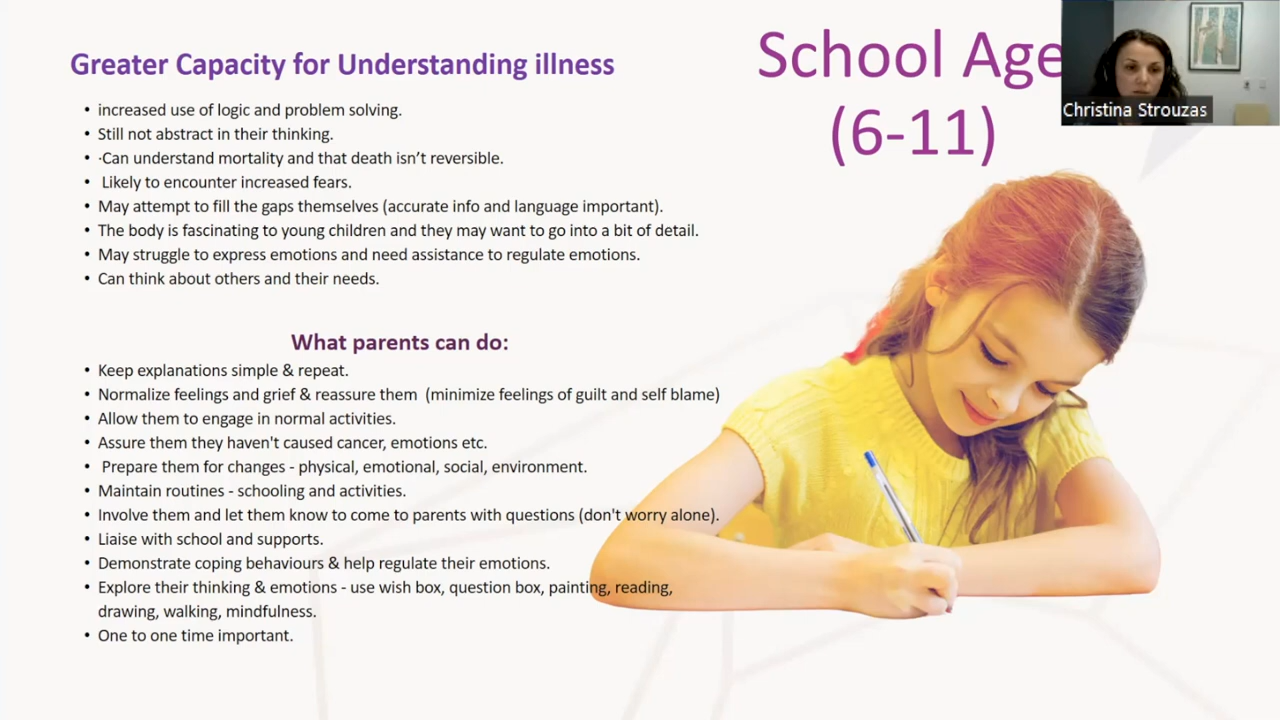 Greater Capacity for Understanding illness
• increased use of logic and problem solving.
• Still not abstract in their thinking.
• ·Can understand mortality and that death isn’t reversible.
• Likely to encounter increased fears.
• May attempt to fill the gaps themselves (accurate info and language important).
• The body is fascinating to young children and they may want to go into a bit of detail.
• May struggle to express emotions and need assistance to regulate emotions.
• Can think about others and their needs.
What parents can do:
• Keep explanations simple & repeat.
• Normalize feelings and grief & reassure them  (minimize feelings of guilt and self blame)
• Allow them to engage in normal activities.
• Assure them they haven't caused cancer, emotions etc.
• Prepare them for changes - physical, emotional, social, environment.
• Maintain routines - schooling and activities.
• Involve them and let them know to come to parents with questions (don't worry alone).
• Liaise with school and supports.
• Demonstrate coping behaviours & help regulate their emotions.
• Explore their thinking & emotions - use wish box, question box, painting, reading,
drawing, walking, mindfulness.
• One to one time important.
School Age
(6-11)
Christina Strouzas